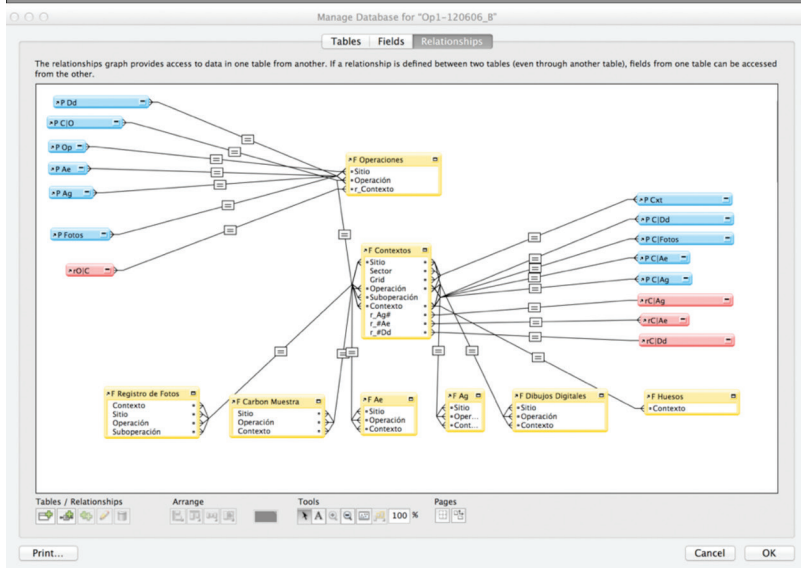 Manage Database for "Op1-120606_B"
Tables Fields Relationships
The relationships graph provides access to data in one table from another. If a relationship is defined between two tables (even through another table), fields from one table can be accessed
from the other.
P Dd
P C|O
P Op
P Ae
P Ag
P Fotos
rO|C
F Operaciones
Sitio
Operación
r_Contexto
F Contextos
Sitio
Sector
Grid
Operación
Suboperación
Contexto
r_Ag#
r_#Ae
r_#Dd
P Cxt
P C|Dd
P C|Fotos
P C|Ae
P C|Ag
rC|Ag
rC|Ae
rC|Dd
F Registro de Fotos
Contexto
Sitio
Operación
Suboperación
F Carbon Muestra
Sitio
Operación
Contexto
F Ae
Sitio
Operación
Contexto
F Ag
Sitio
Oper...
Cont...
F Dibujos Digitales
Sitio
Operación
Contexto
F Huesos
Contexto
Tables / Relationships Arrange Tools Pages
A 100 %
Print... Cancel OK